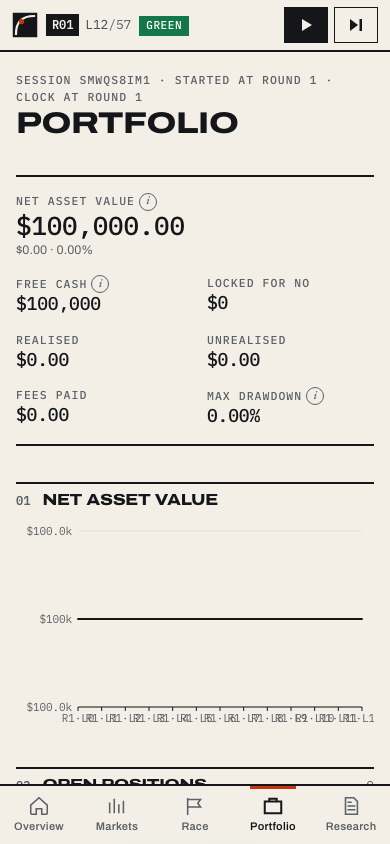 R01 L12/57 GREEN
SESSION SMWQS8IM1 · STARTED AT ROUND 1 ·
CLOCK AT ROUND 1
PORTFOLIO
NET ASSET VALUE i
$100,000.00
$0.00 · 0.00%
FREE CASH i LOCKED FOR NO
$100,000 $0
REALISED UNREALISED
$0.00 $0.00
FEES PAID MAX DRAWDOWN i
$0.00 0.00%
01 NET ASSET VALUE
$100.0k
$100k
$100.0k
OPEN POSITIONS
Overview Markets Race Portfolio Research